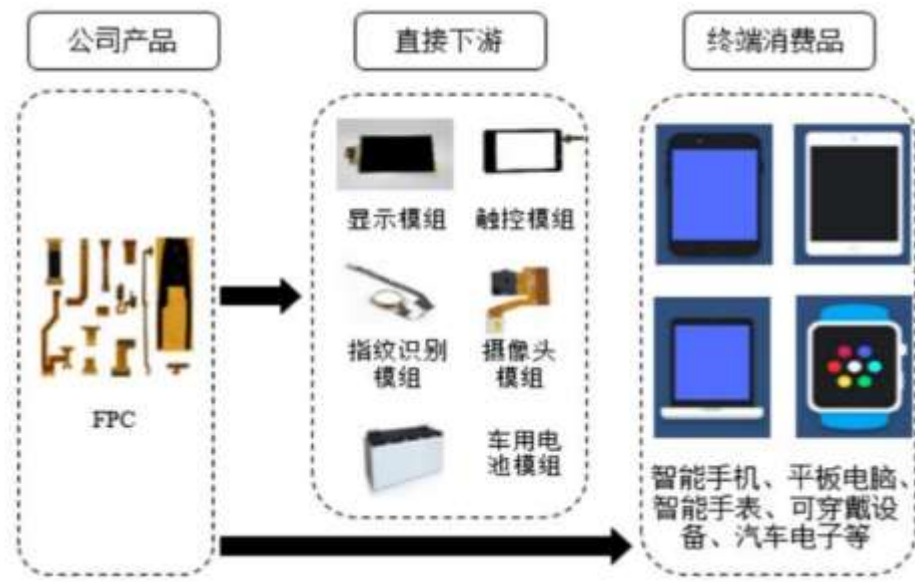 公司产品
直接下游
终端消费品
FPC
显示模组
触控模组
指纹识别
模组
摄像头
模组
车用电
池模组
智能手机、平板电脑、
智能手表、可穿戴设
备、汽车电子等